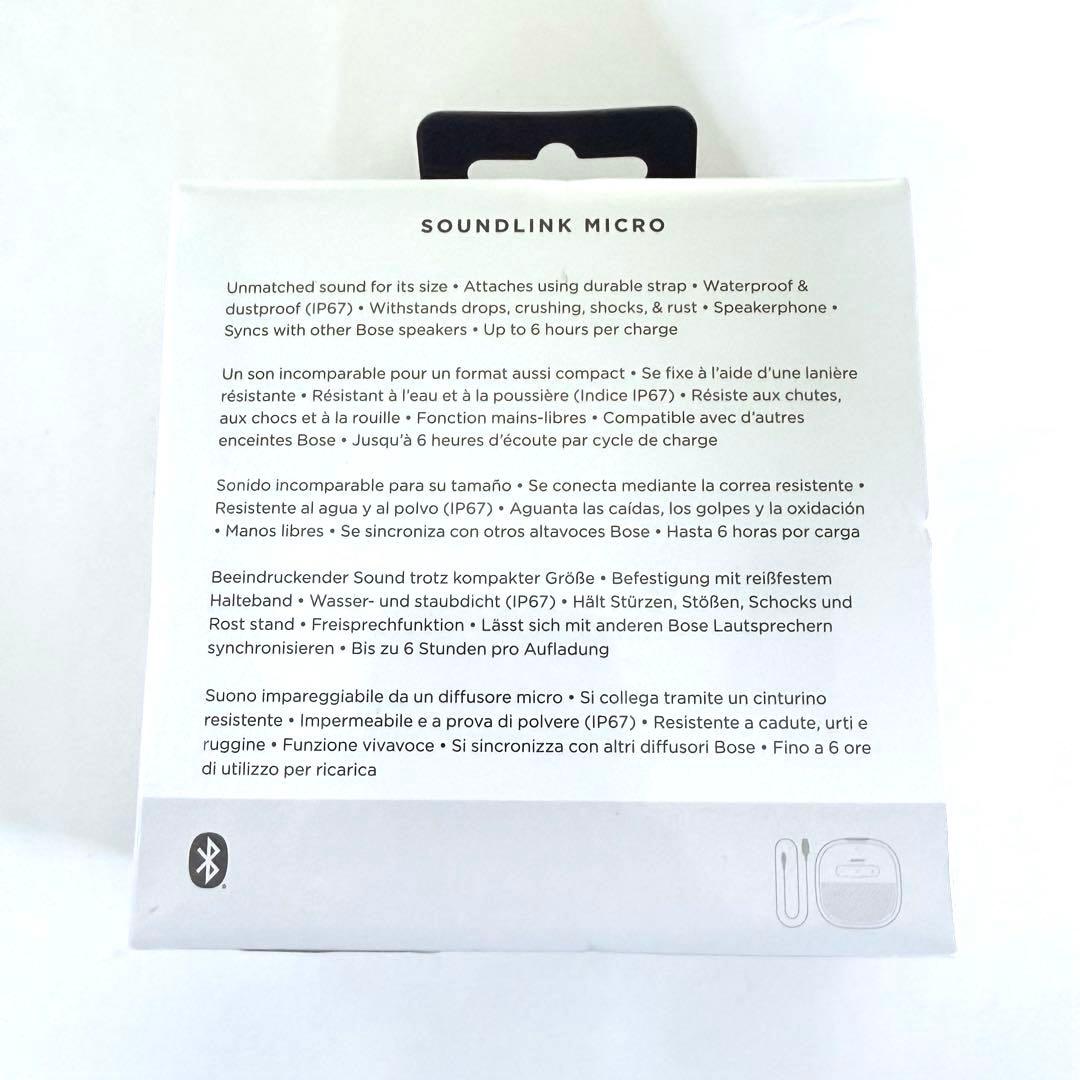 SOUNDLINK MICRO
Unmatched sound for its size • Attaches using durable strap • Waterproof &
dustproof (IP67) • Withstands drops, crushing, shocks, & rust • Speakerphone •
Syncs with other Bose speakers • Up to 6 hours per charge
Un son incomparable pour un format aussi compact • Se fixe à l'aide d'une lanière
résistante • Résistant à l'eau et à la poussière (Indice IP67) • Résiste aux chutes,
aux chocs et à la rouille • Fonction mains-libres • Compatible avec d'autres
enceintes Bose • Jusqu'à 6 heures d'écoute par cycle de charge
Sonido incomparable para su tamaño • Se conecta mediante la correa resistente •
Resistente al agua y al polvo (IP67) • Aguanta las caídas, los golpes y la oxidación
• Manos libres • Se sincroniza con otros altavoces Bose • Hasta 6 horas por carga
Beeindruckender Sound trotz kompakter Größe • Befestigung mit reißfestem
Halteband • Wasser- und staubdicht (IP67) • Hält Stürzen, Stößen, Schocks und
Rost stand • Freisprechfunktion • Lässt sich mit anderen Bose Lautsprechern
synchronisieren • Bis zu 6 Stunden pro Aufladung
Suono impareggiabile da un diffusore micro • Si collega tramite un cinturino
resistente • Impermeabile e a prova di polvere (IP67) • Resistente a cadute, urti e
ruggine • Funzione vivavoce • Si sincronizza con altri diffusori Bose • Fino a 6 ore
di utilizzo per ricarica